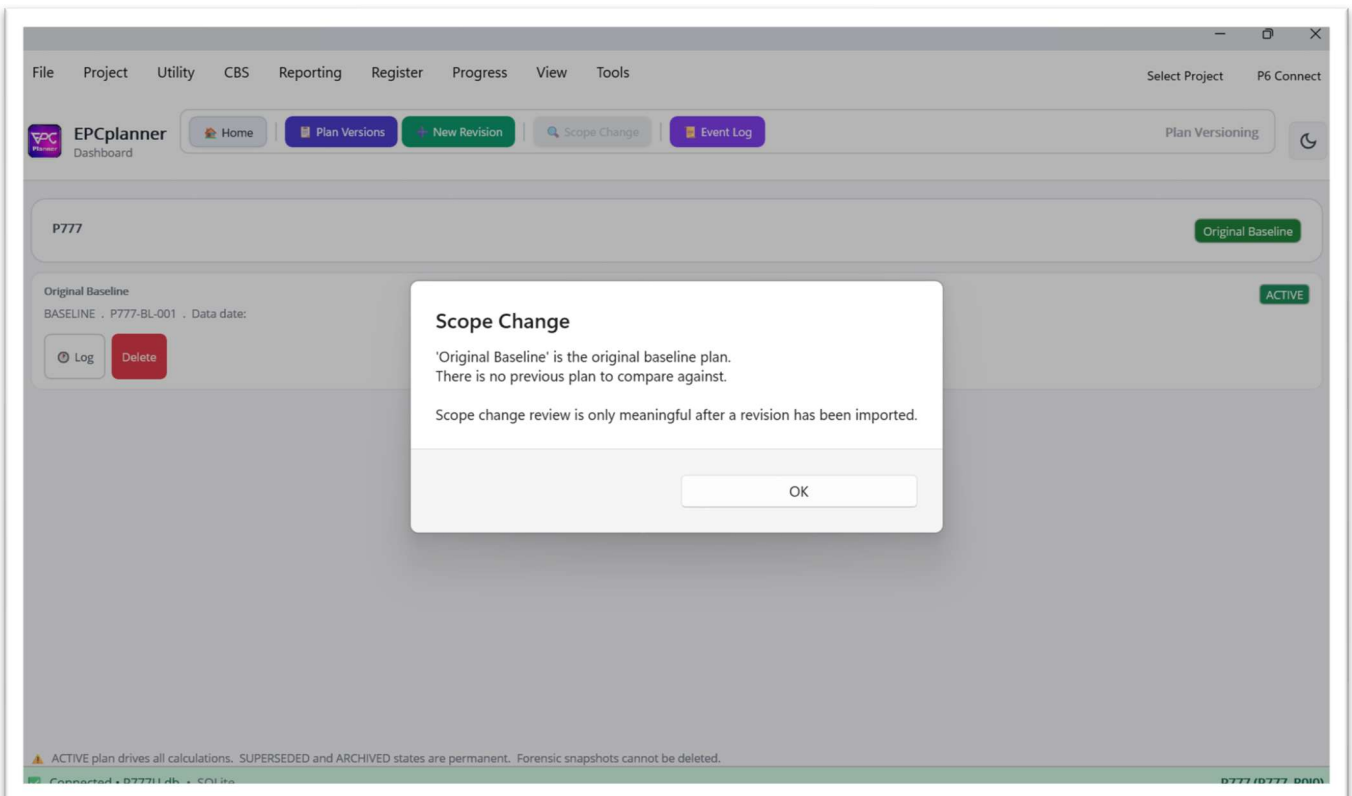 File Project Utility CBS Reporting Register Progress View Tools Select Project P6 Connect
EPC
Planner
EPCplanner
Dashboard
Home Plan Versions New Revision Scope Change Event Log Plan Versioning
P777 Original Baseline
Original Baseline ACTIVE
BASELINE . P777-BL-001 . Data date:
Log Delete
Scope Change
'Original Baseline' is the original baseline plan.
There is no previous plan to compare against.
Scope change review is only meaningful after a revision has been imported.
OK
ACTIVE plan drives all calculations. SUPERSEDED and ARCHIVED states are permanent. Forensic snapshots cannot be deleted.
Connected • SQLite